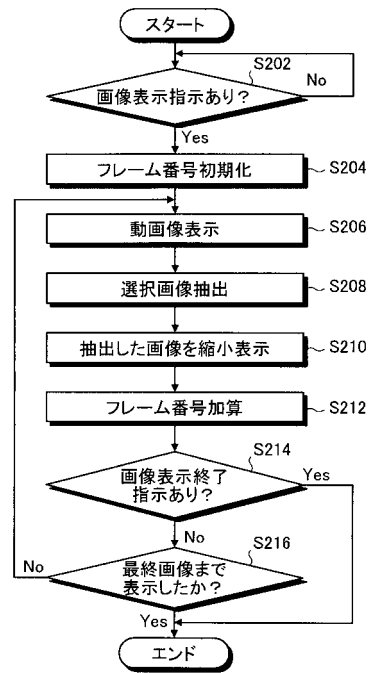 スタート
S202
画像表示指示あり?
No
Yes
フレーム番号初期化
S204
動画像表示
S206
選択画像抽出
S208
抽出した画像を縮小表示
S210
フレーム番号加算
S212
S214
画像表示終了
指示あり?
Yes
No
S216
最終画像まで
表示したか?
No
Yes
エンド